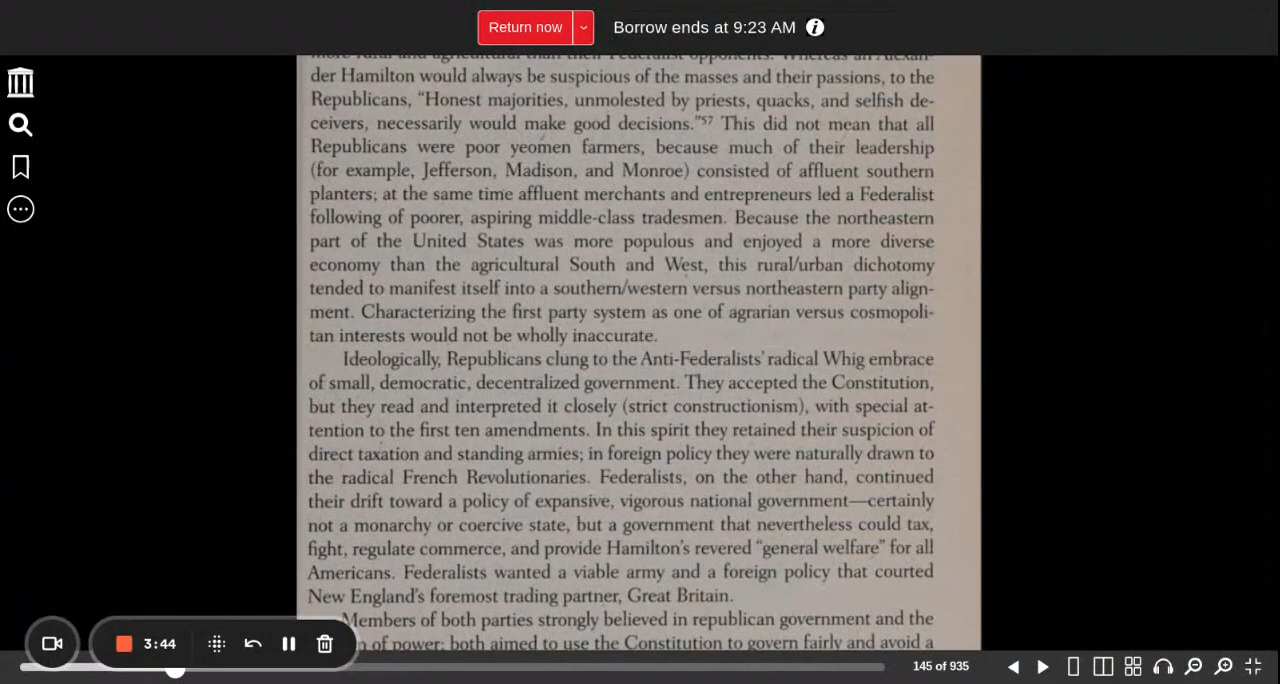 Return now
Borrow ends at 9:23 AM
more rural and agricultural than their Federalist opponents. Whereas an Alexan-
der Hamilton would always be suspicious of the masses and their passions, to the
Republicans, “Honest majorities, unmolested by priests, quacks, and selfish de-
ceivers, necessarily would make good decisions.”57 This did not mean that all
Republicans were poor yeomen farmers, because much of their leadership
(for example, Jefferson, Madison, and Monroe) consisted of affluent southern
planters; at the same time affluent merchants and entrepreneurs led a Federalist
following of poorer, aspiring middle-class tradesmen. Because the northeastern
part of the United States was more populous and enjoyed a more diverse
economy than the agricultural South and West, this rural/urban dichotomy
tended to manifest itself into a southern/western versus northeastern party align-
ment. Characterizing the first party system as one of agrarian versus cosmopoli-
tan interests would not be wholly inaccurate.
Ideologically, Republicans clung to the Anti-Federalists’ radical Whig embrace
of small, democratic, decentralized government. They accepted the Constitution,
but they read and interpreted it closely (strict constructionism), with special at-
tention to the first ten amendments. In this spirit they retained their suspicion of
direct taxation and standing armies; in foreign policy they were naturally drawn to
the radical French Revolutionaries. Federalists, on the other hand, continued
their drift toward a policy of expansive, vigorous national government—certainly
not a monarchy or coercive state, but a government that nevertheless could tax,
fight, regulate commerce, and provide Hamilton’s revered “general welfare” for all
Americans. Federalists wanted a viable army and a foreign policy that courted
New England’s foremost trading partner, Great Britain.
Members of both parties strongly believed in republican government and the
of power; both aimed to use the Constitution to govern fairly and avoid a
3:44
145 of 935